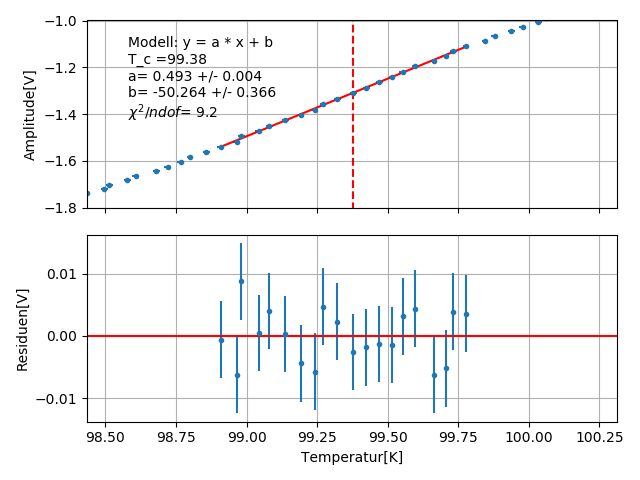 −1.0
Modell: y = a * x + b
T_c =99.38
−1.2
a= 0.493 +/- 0.004
b= -50.264 +/- 0.366
χ²/ndof= 9.2
Amplitude[V]
−1.4
−1.6
−1.8
0.01
Residuen[V]
0.00
−0.01
98.50 98.75 99.00 99.25 99.50 99.75 100.00 100.25
Temperatur[K]